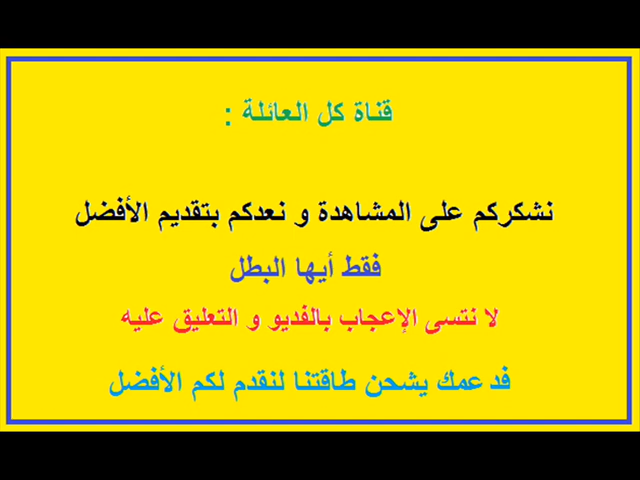 قناة كل العائلة :
نشكركم على المشاهدة و نعدكم بتقديم الأفضل
فقط أيها البطل
لا نتسى الإعجاب بالفديو و التعليق عليه
فدعمك يشحن طاقتنا لنقدم لكم الأفضل